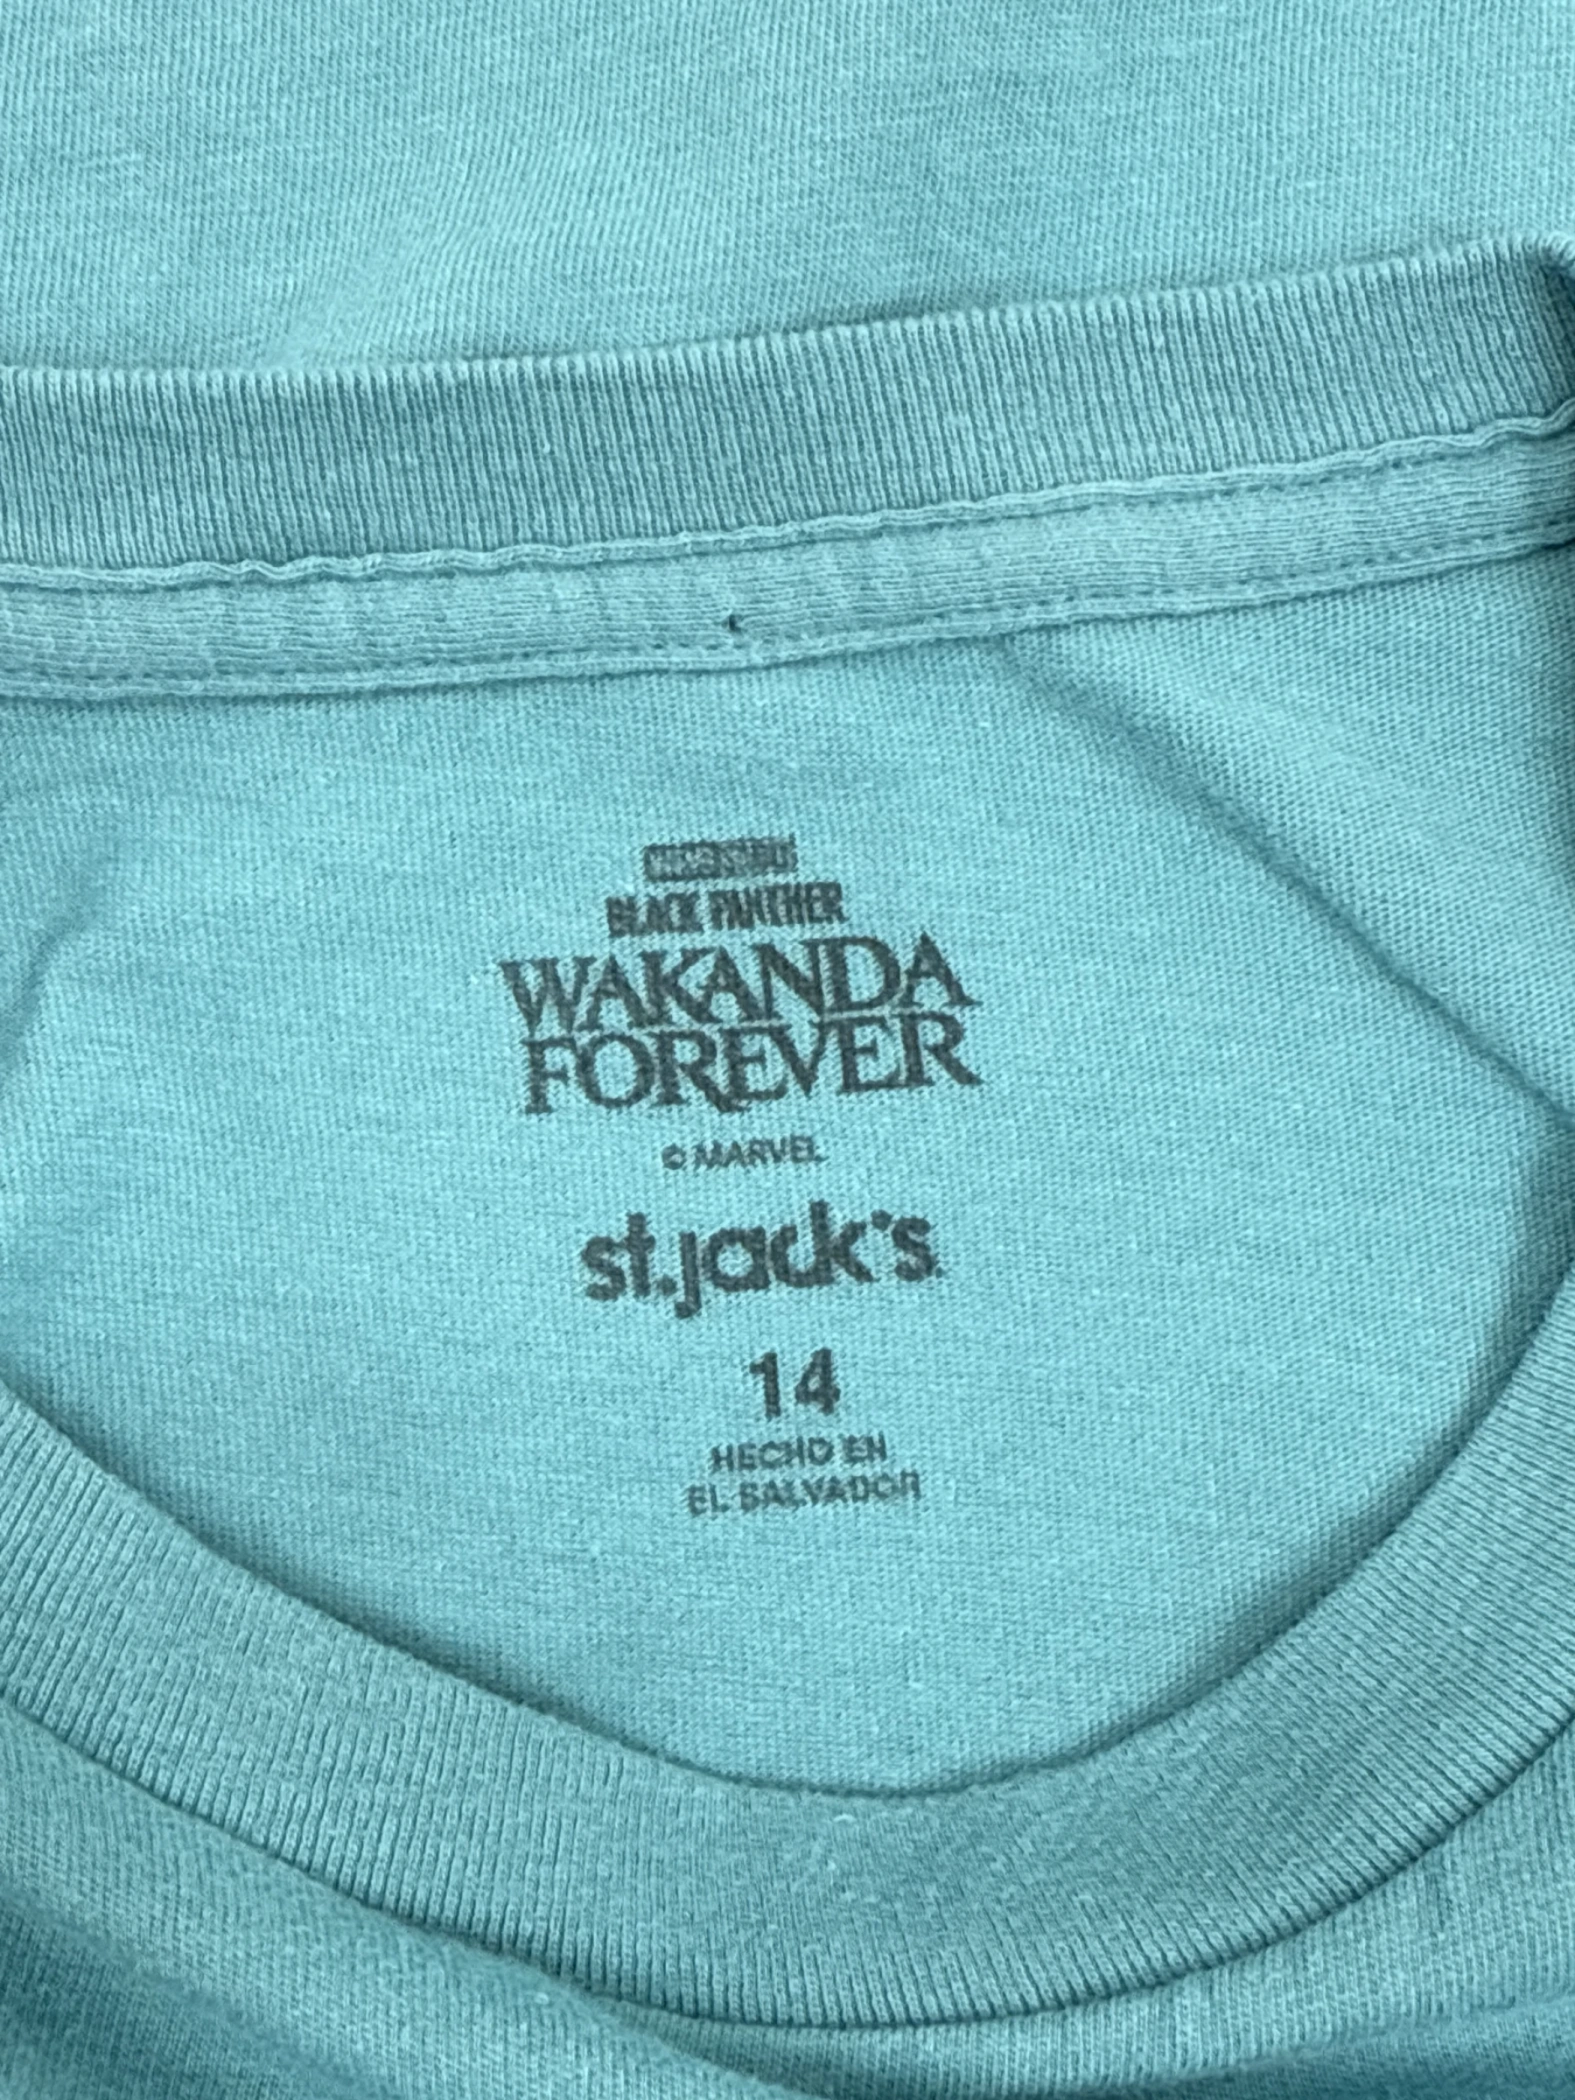 BLACK PANTHER
WAKANDA
FOREVER
© MARVEL
st.jack's
14
HECHO EN
EL SALVADOR